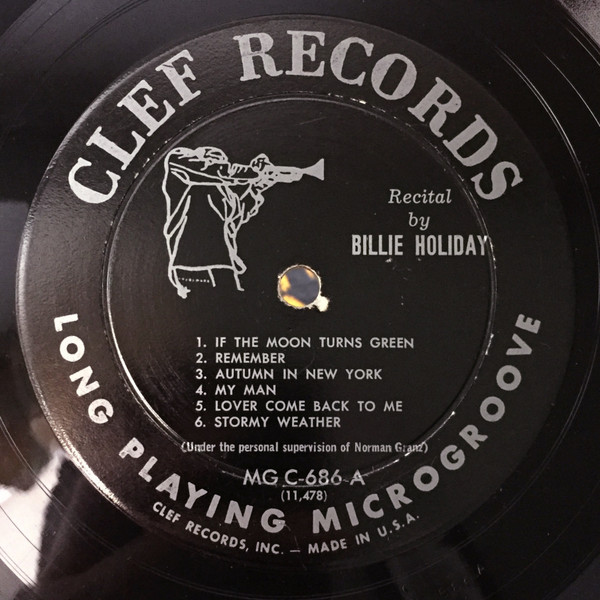 CLEF RECORDS
Recital
by
BILLIE HOLIDAY
1. IF THE MOON TURNS GREEN
2. REMEMBER
3. AUTUMN IN NEW YORK
4. MY MAN
5. LOVER COME BACK TO ME
6. STORMY WEATHER
(Under the personal supervision of Norman Granz)
MG C-686 A
(11,478)
LONG PLAYING MICROGROOVE
CLEF RECORDS, INC. — MADE IN U.S.A.